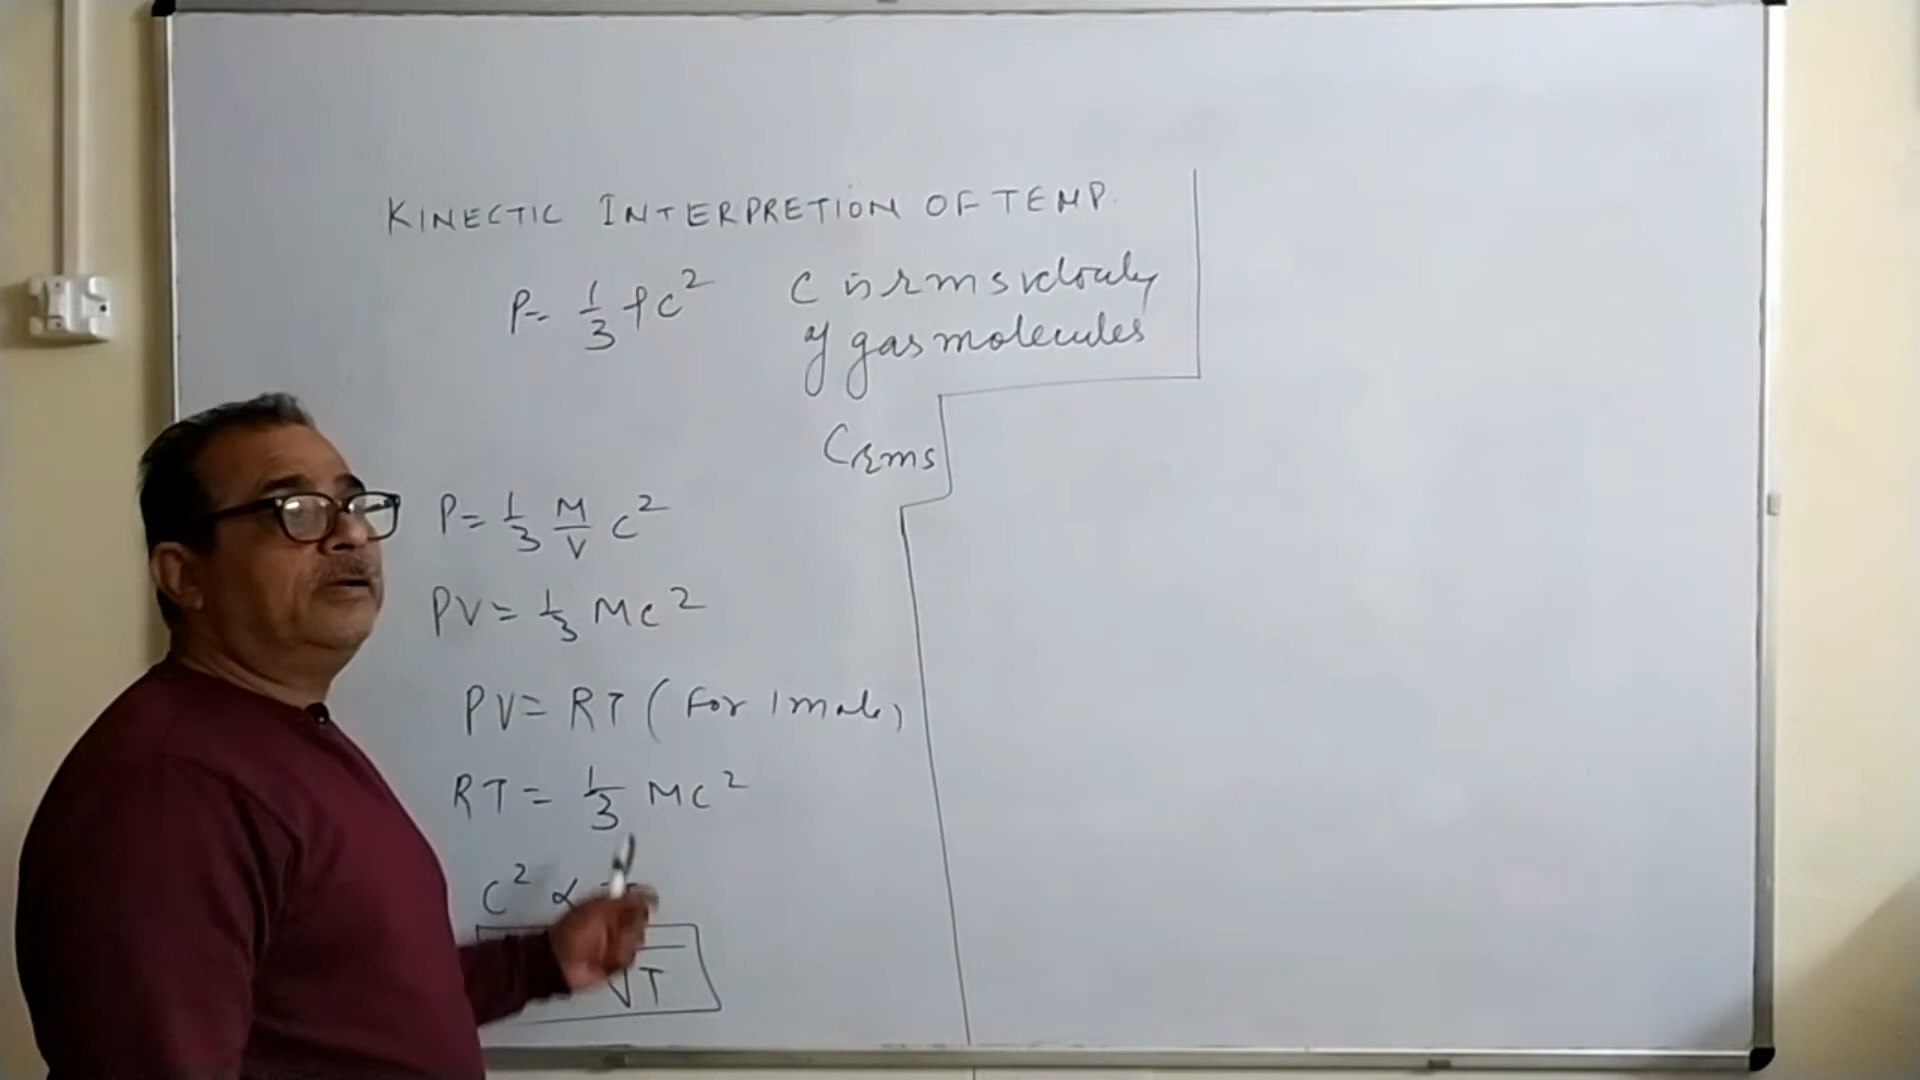 KINECTIC INTERPRETION OF TEMP.
P = 1/3 ρC² C is rms velocity
of gas molecules
Crms
P = 1/3 M/V C²
PV = 1/3 MC²
PV = RT (For 1 mole)
RT = 1/3 MC²
C² ∝
√T